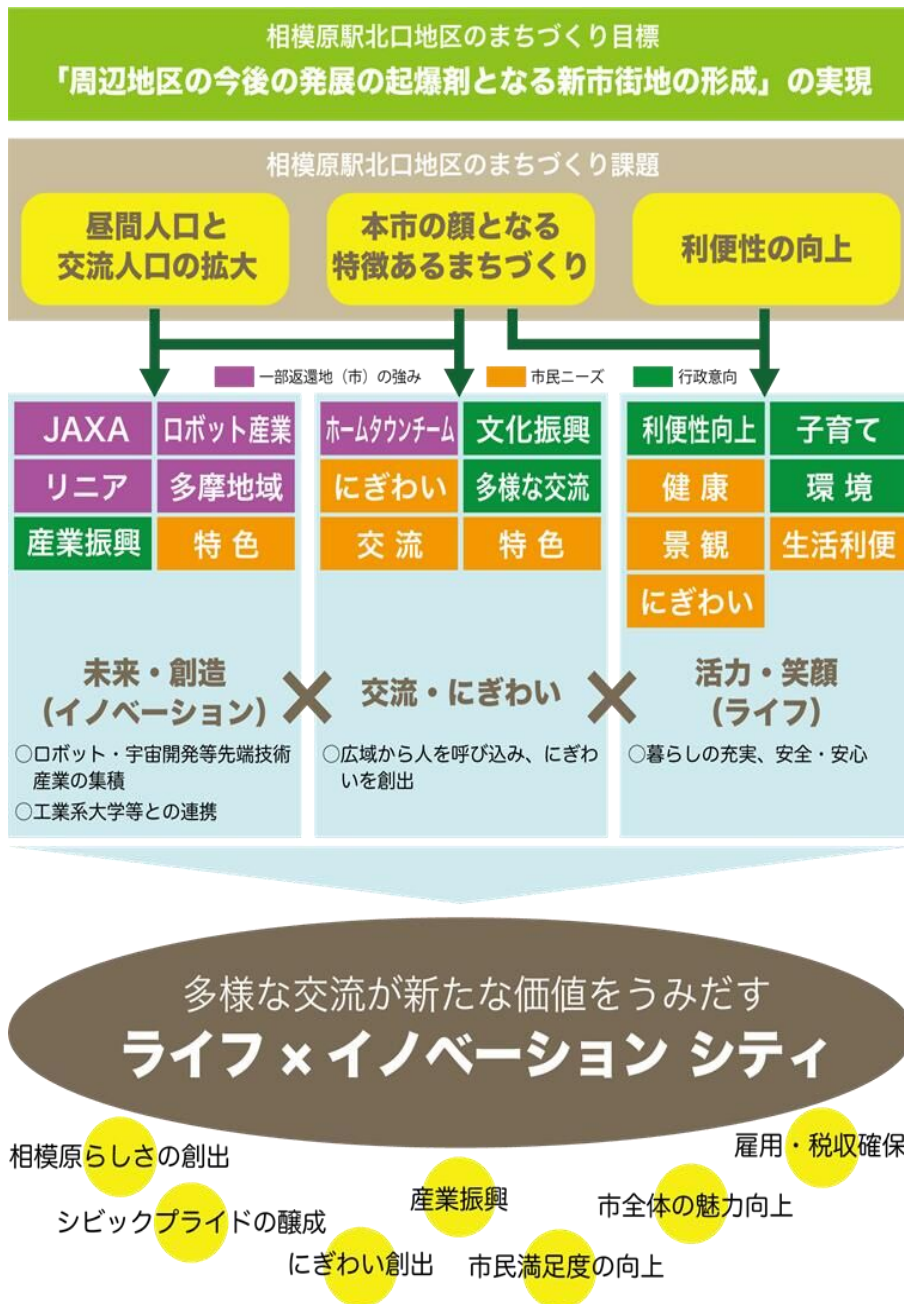 相模原駅北口地区のまちづくり目標
「周辺地区の今後の発展の起爆剤となる新市街地の形成」の実現
相模原駅北口地区のまちづくり課題
昼間人口と
交流人口の拡大
本市の顔となる
特徴あるまちづくり
利便性の向上
一部返還地（市）の強み
市民ニーズ
行政意向
JAXA
ロボット産業
リニア
多摩地域
産業振興
特色
ホームタウンチーム
文化振興
にぎわい
多様な交流
交流
特色
利便性向上
子育て
健康
環境
景観
生活利便
にぎわい
未来・創造
（イノベーション）
×
交流・にぎわい
×
活力・笑顔
（ライフ）
○ロボット・宇宙開発等先端技術
産業の集積
○工業系大学等との連携
○広域から人を呼び込み、にぎわ
いを創出
○暮らしの充実、安全・安心
多様な交流が新たな価値をうみだす
ライフ×イノベーション シティ
相模原らしさの創出
シビックプライドの醸成
にぎわい創出
産業振興
市民満足度の向上
市全体の魅力向上
雇用・税収確保